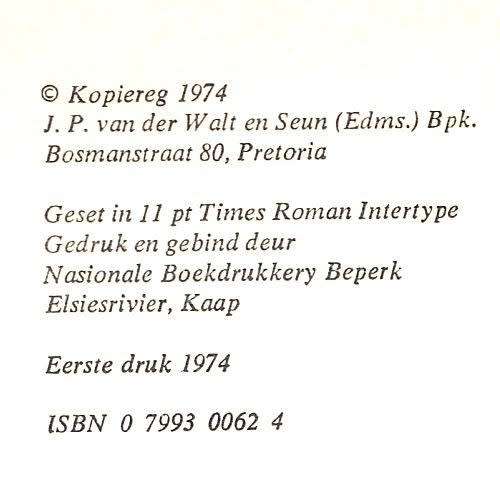 © Kopiereg 1974
J. P. van der Walt en Seun (Edms.) Bpk.
Bosmanstraat 80, Pretoria
Geset in 11 pt Times Roman Intertype
Gedruk en gebind deur
Nasionale Boekdrukkery Beperk
Elsiesrivier, Kaap
Eerste druk 1974
ISBN 0 7993 0062 4